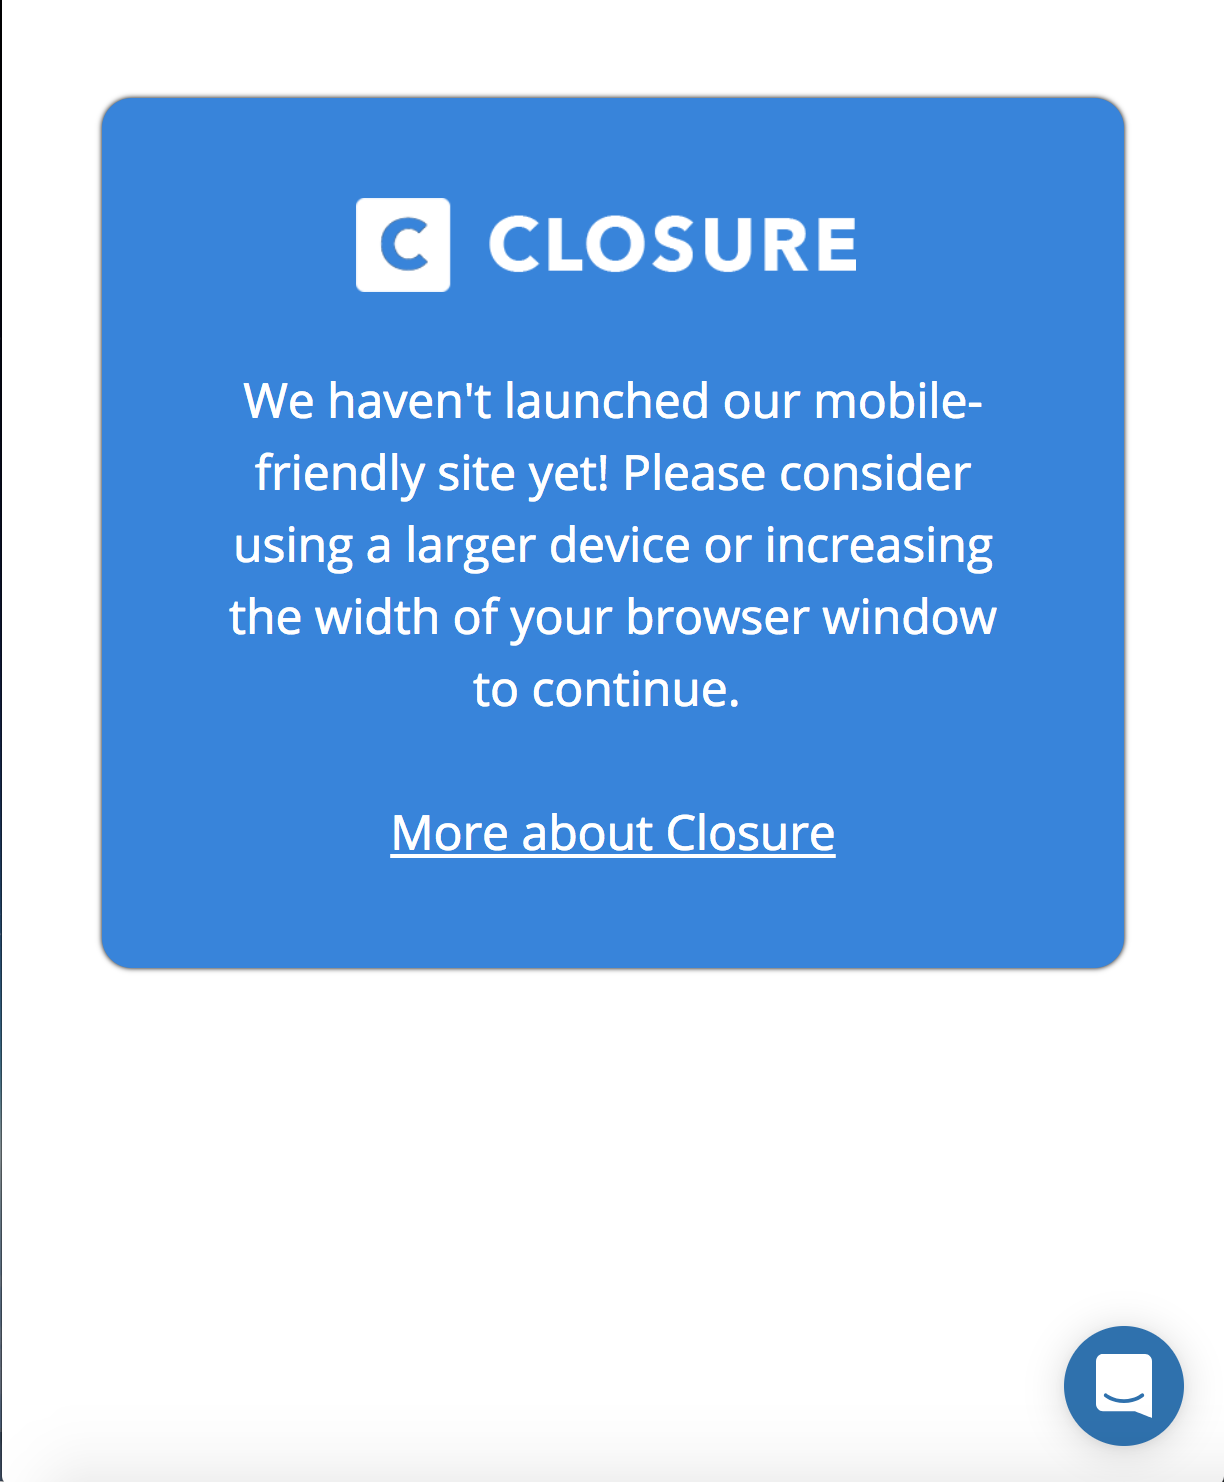 C CLOSURE
We haven't launched our mobile-
friendly site yet! Please consider
using a larger device or increasing
the width of your browser window
to continue.
More about Closure